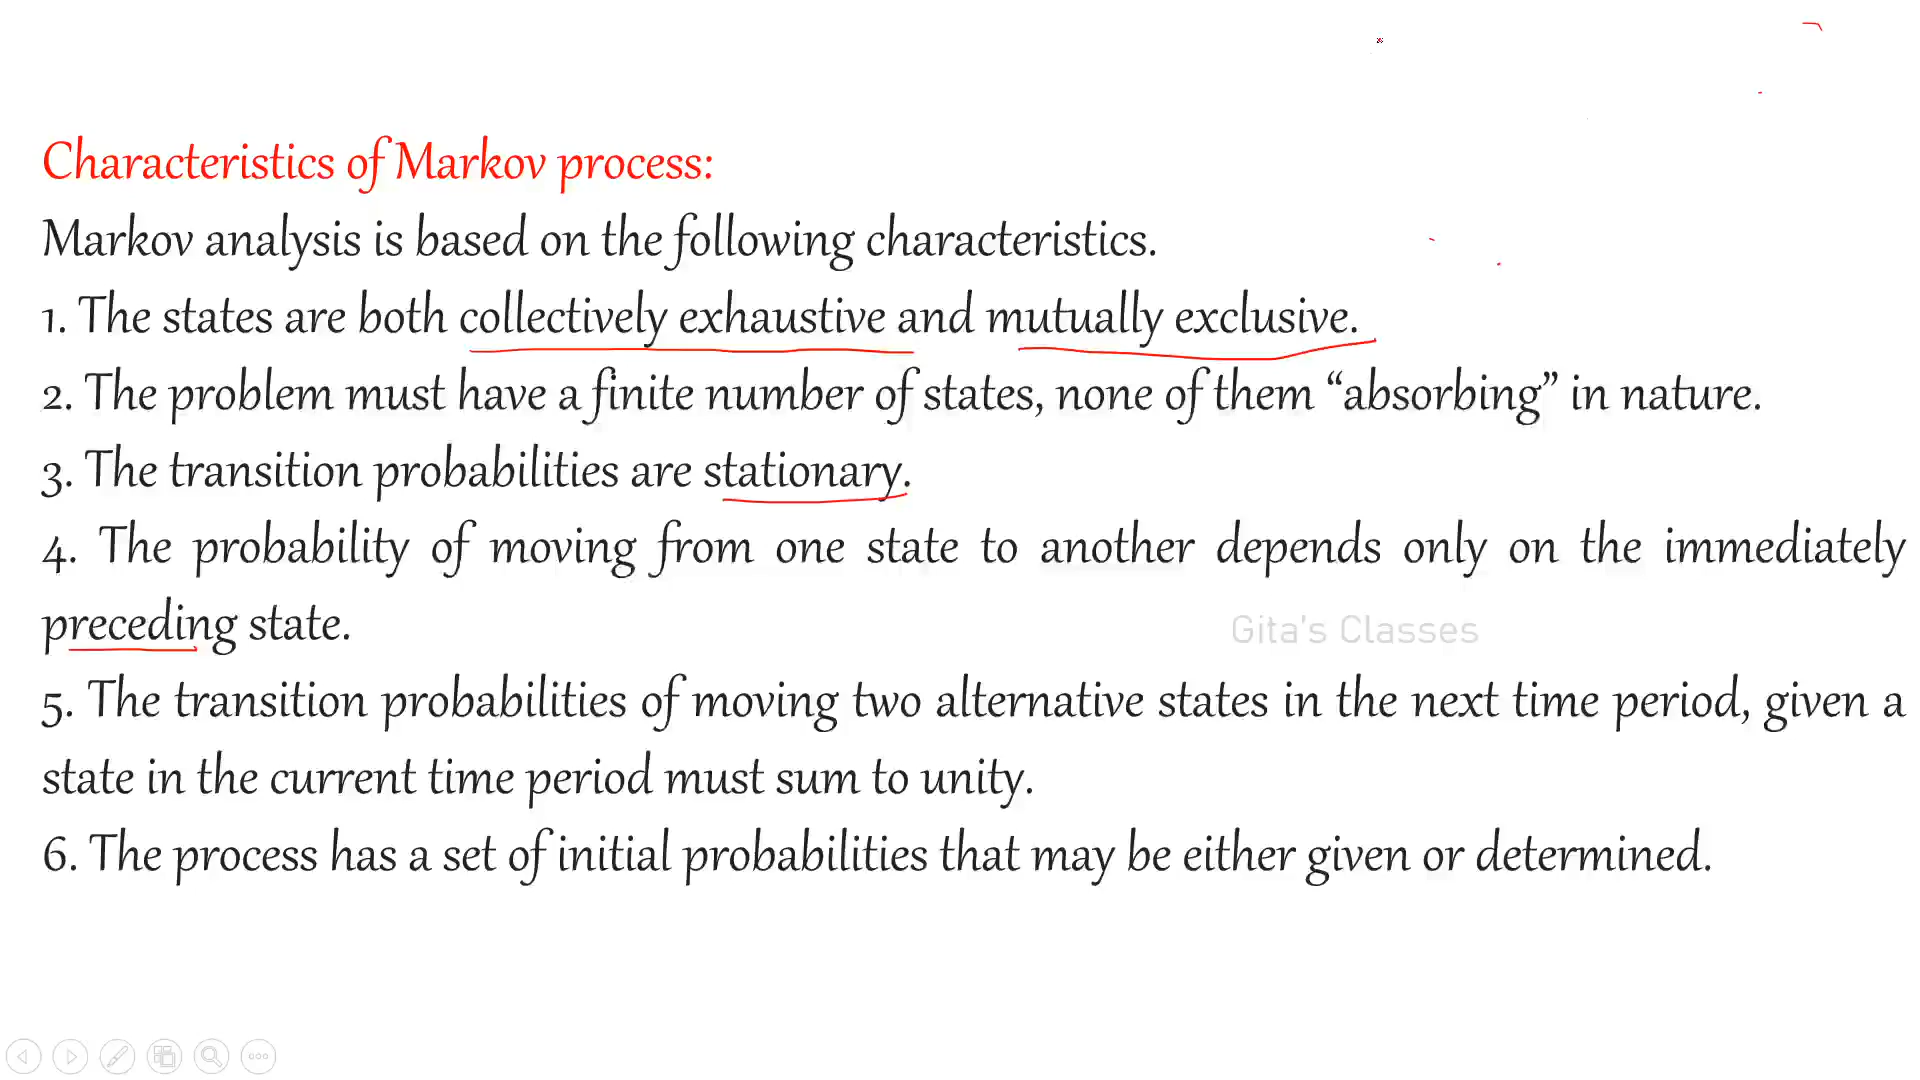 Characteristics of Markov process:
Markov analysis is based on the following characteristics.
1. The states are both collectively exhaustive and mutually exclusive.
2. The problem must have a finite number of states, none of them “absorbing” in nature.
3. The transition probabilities are stationary.
4. The probability of moving from one state to another depends only on the immediately
preceding state.
Gita's Classes
5. The transition probabilities of moving two alternative states in the next time period, given a
state in the current time period must sum to unity.
6. The process has a set of initial probabilities that may be either given or determined.